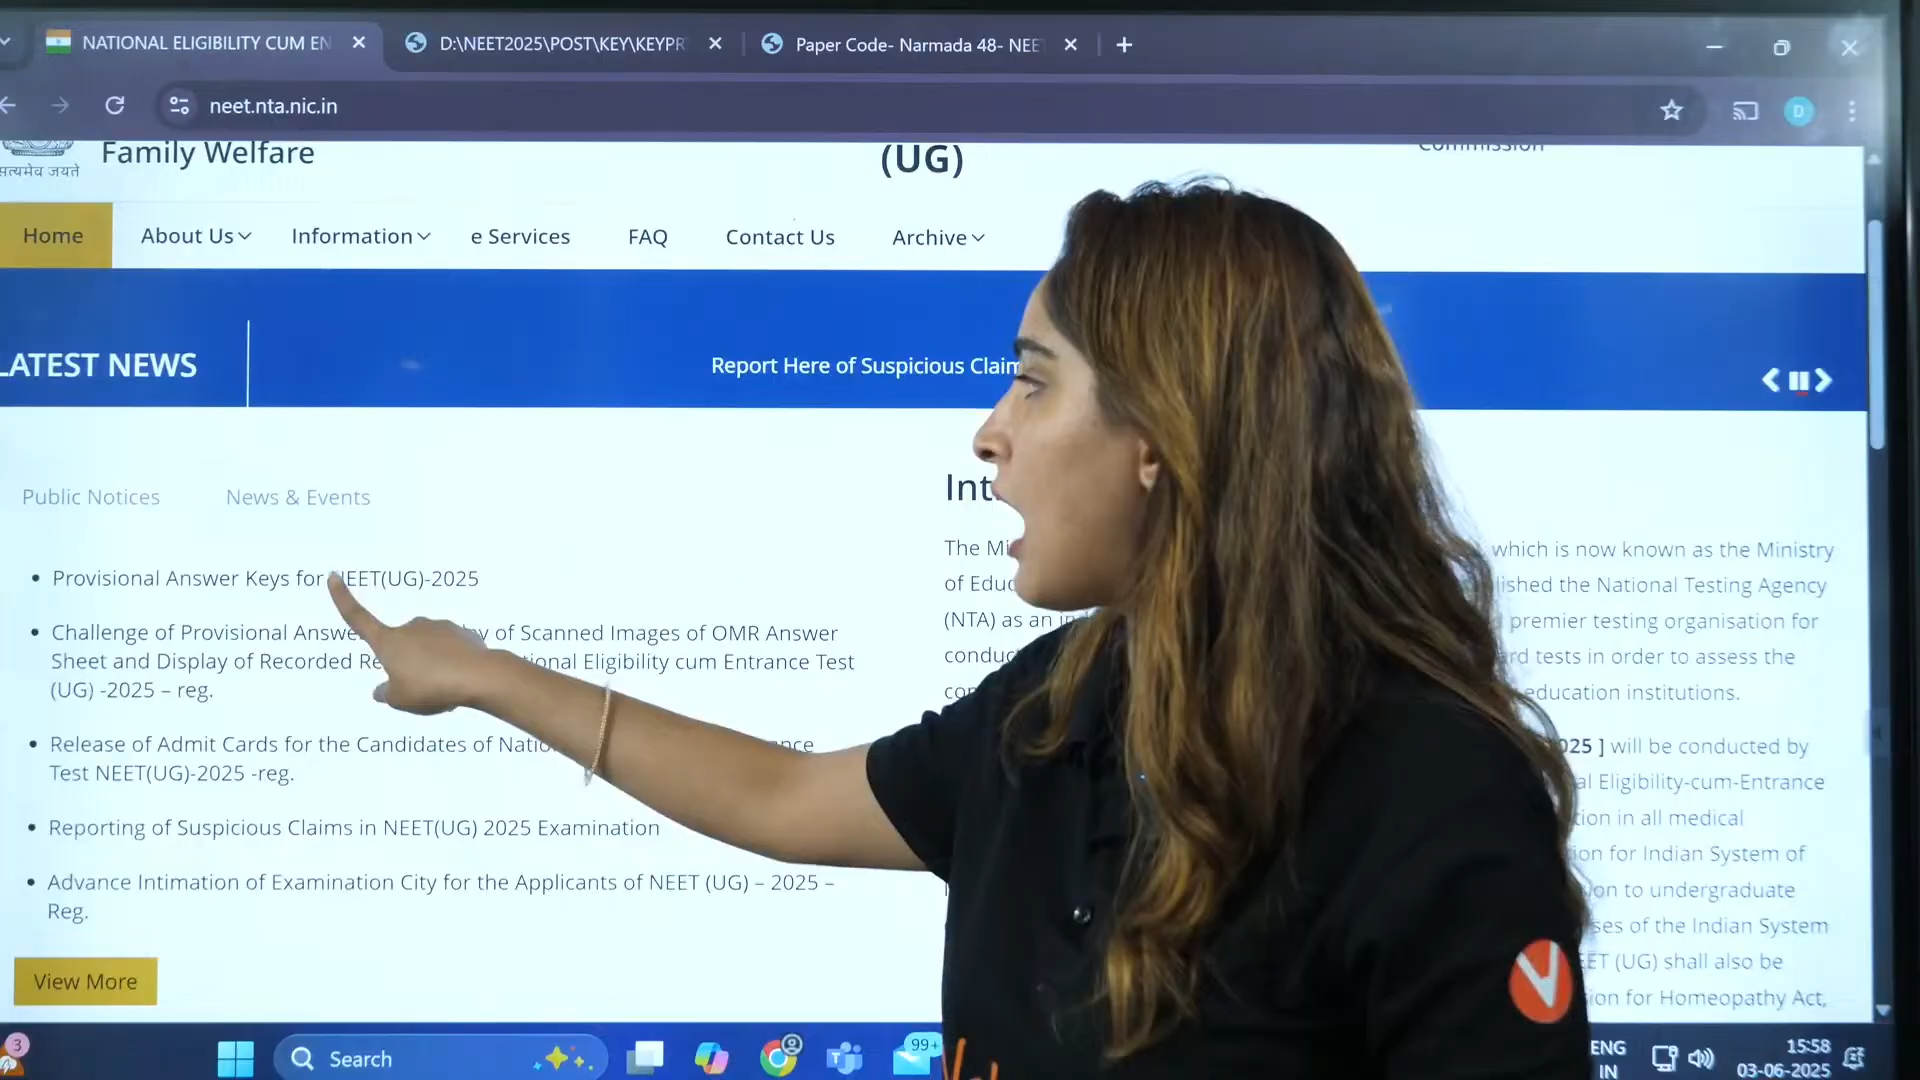 NATIONAL ELIGIBILITY CUM EN
D:\NEET2025\POST\KEY\KEYPR
Paper Code- Narmada 48- NEE
neet.nta.nic.in
सत्यमेव जयते
Family Welfare
(UG)
Commission
Home
About Us
Information
e Services
FAQ
Contact Us
Archive
LATEST NEWS
Report Here of Suspicious Claim
Public Notices
News & Events
Provisional Answer Keys for NEET(UG)-2025
Challenge of Provisional Answe y of Scanned Images of OMR Answer
Sheet and Display of Recorded Re tional Eligibility cum Entrance Test
(UG) -2025 – reg.
Release of Admit Cards for the Candidates of Natio nce
Test NEET(UG)-2025 -reg.
Reporting of Suspicious Claims in NEET(UG) 2025 Examination
Advance Intimation of Examination City for the Applicants of NEET (UG) – 2025 –
Reg.
View More
Int
The Mi which is now known as the Ministry
of Educ lished the National Testing Agency
(NTA) as an in premier testing organisation for
conduc rd tests in order to assess the
con education institutions.
025 ] will be conducted by
al Eligibility-cum-Entrance
tion in all medical
ion for Indian System of
on to undergraduate
ses of the Indian System
EET (UG) shall also be
ion for Homeopathy Act,
3
Search
99+
ENG
IN
15:58
03-06-2025
D
V